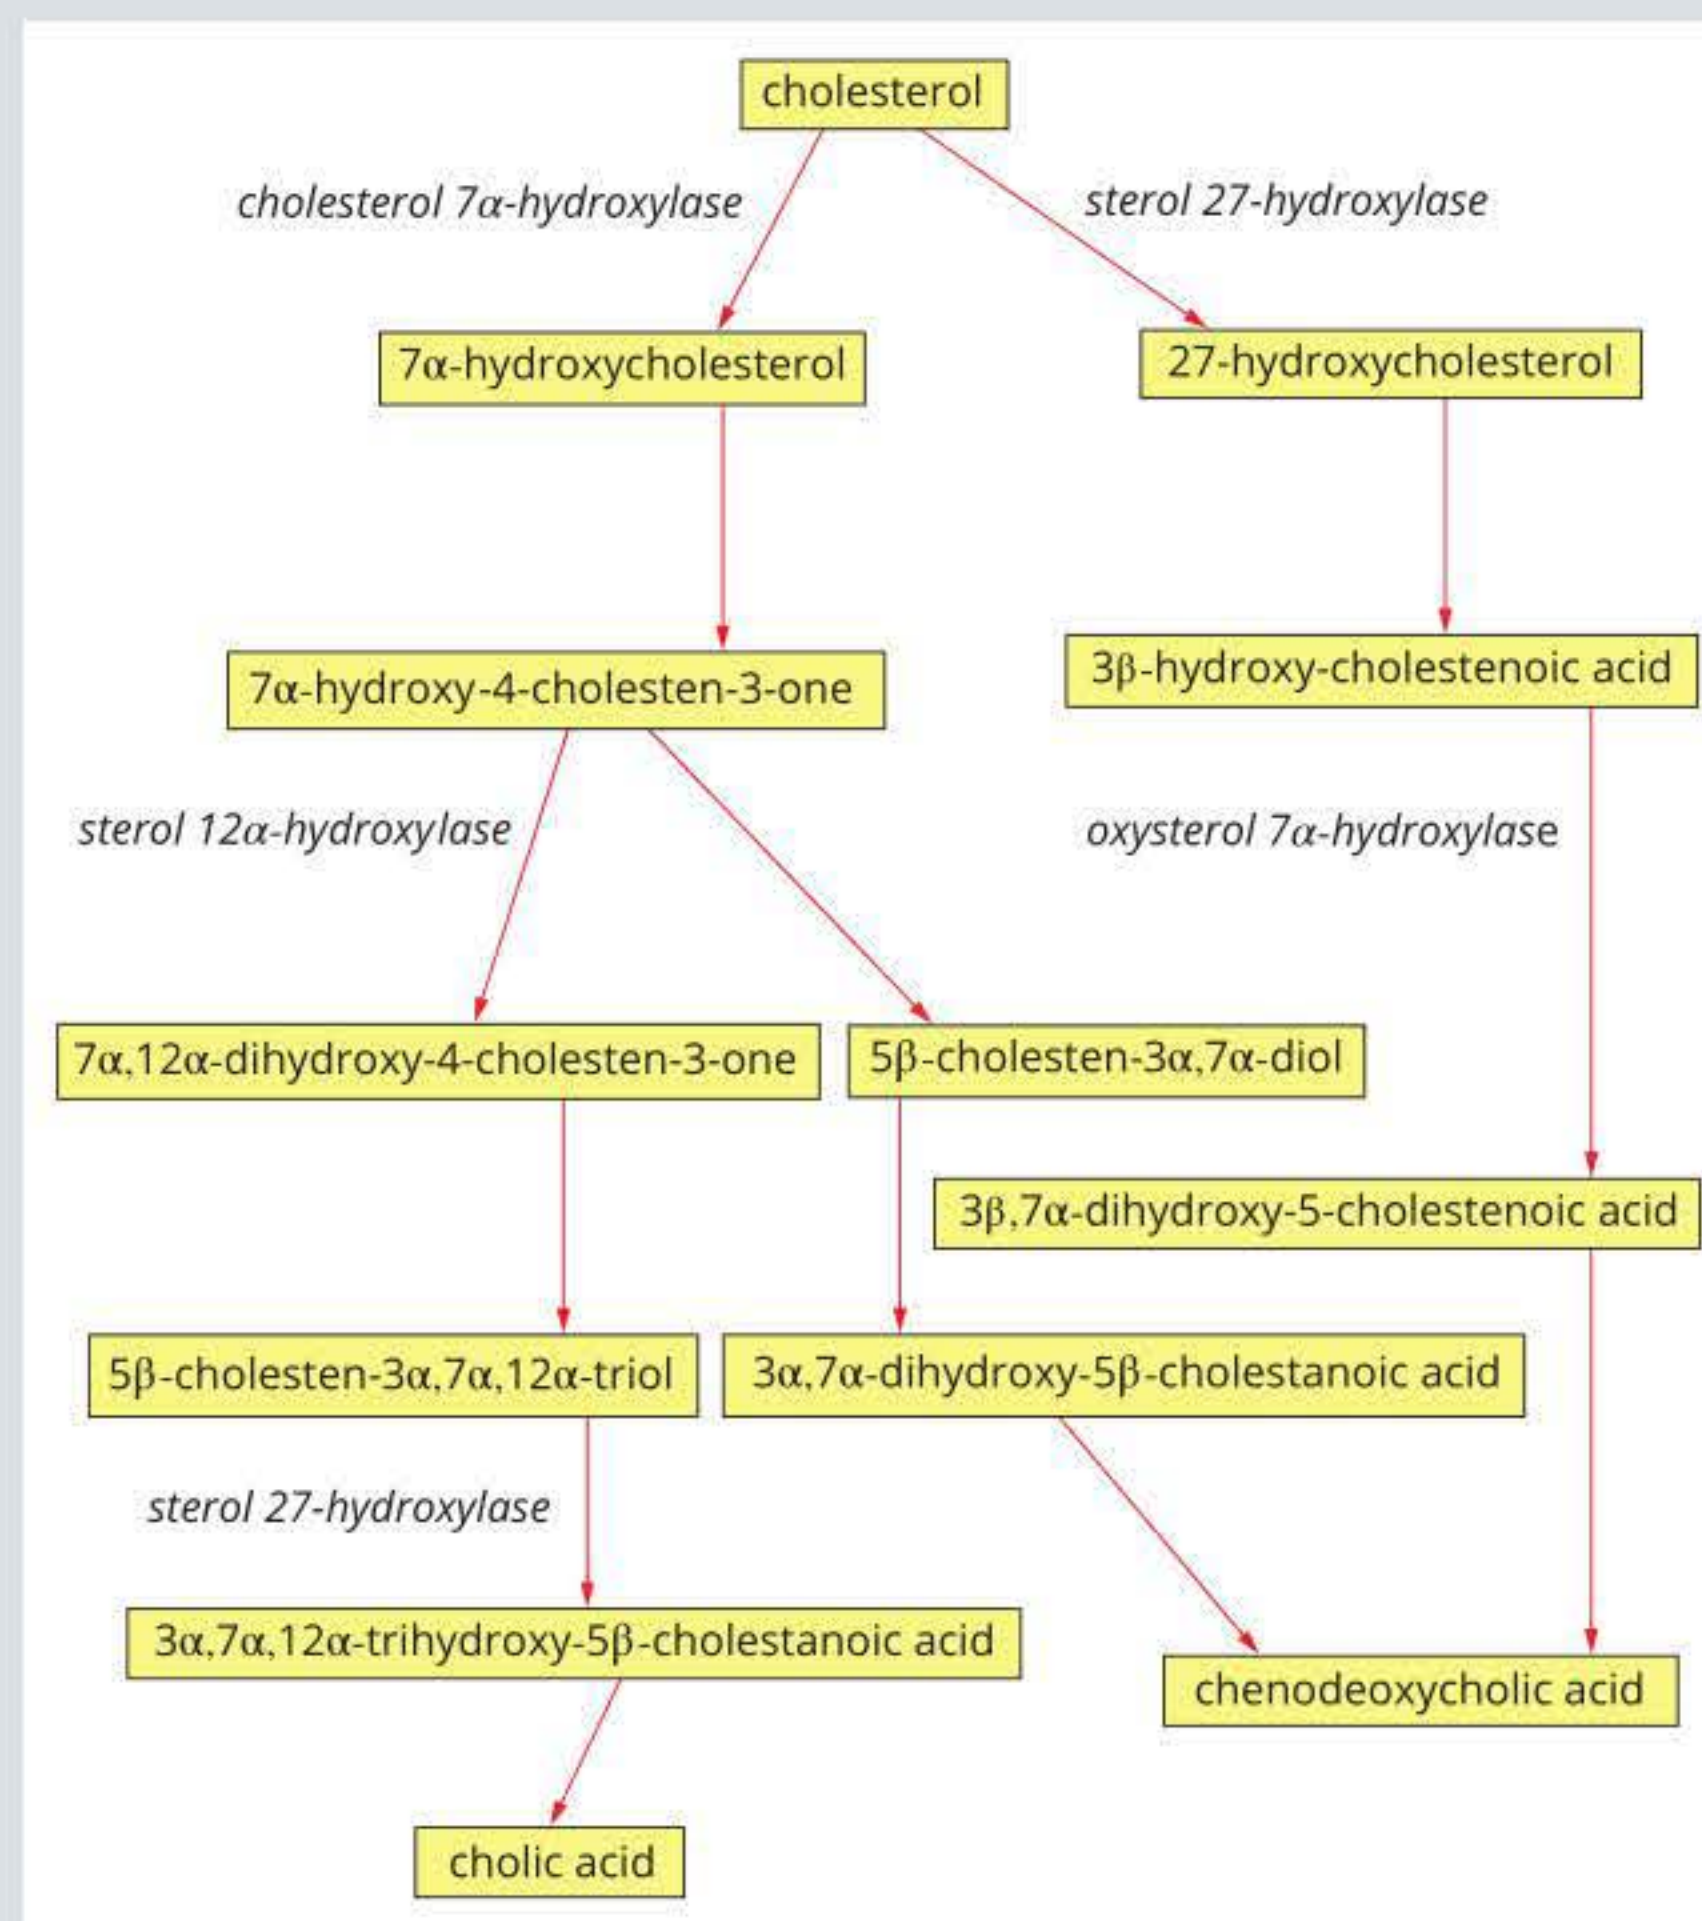 cholesterol
cholesterol 7α-hydroxylase
sterol 27-hydroxylase
7α-hydroxycholesterol
27-hydroxycholesterol
7α-hydroxy-4-cholesten-3-one
3β-hydroxy-cholestenoic acid
sterol 12α-hydroxylase
oxysterol 7α-hydroxylase
7α,12α-dihydroxy-4-cholesten-3-one
5β-cholesten-3α,7α-diol
3β,7α-dihydroxy-5-cholestenoic acid
5β-cholesten-3α,7α,12α-triol
3α,7α-dihydroxy-5β-cholestanoic acid
sterol 27-hydroxylase
3α,7α,12α-trihydroxy-5β-cholestanoic acid
chenodeoxycholic acid
cholic acid